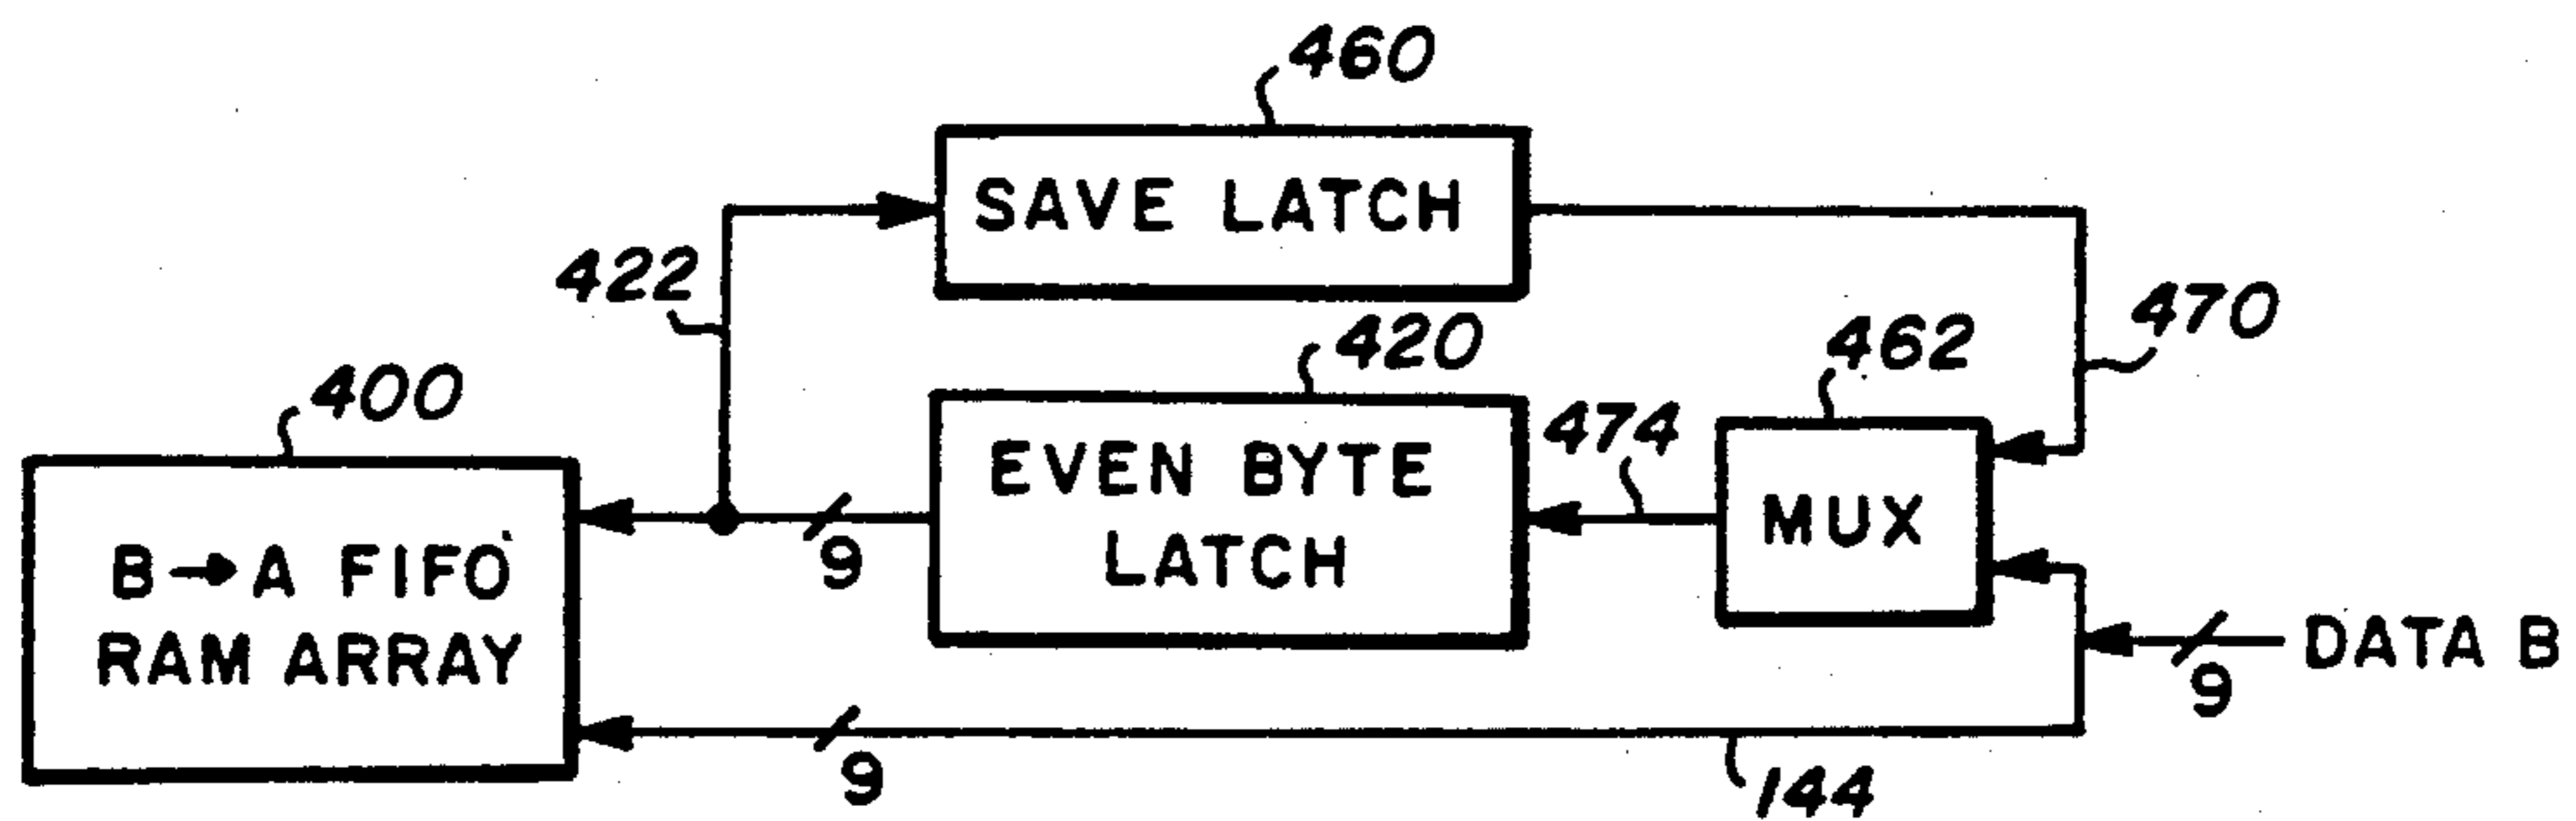 460
SAVE LATCH
422
470
420
462
400
474
EVEN BYTE
LATCH
MUX
B→A FIFO
RAM ARRAY
9
DATA B
9
9
144